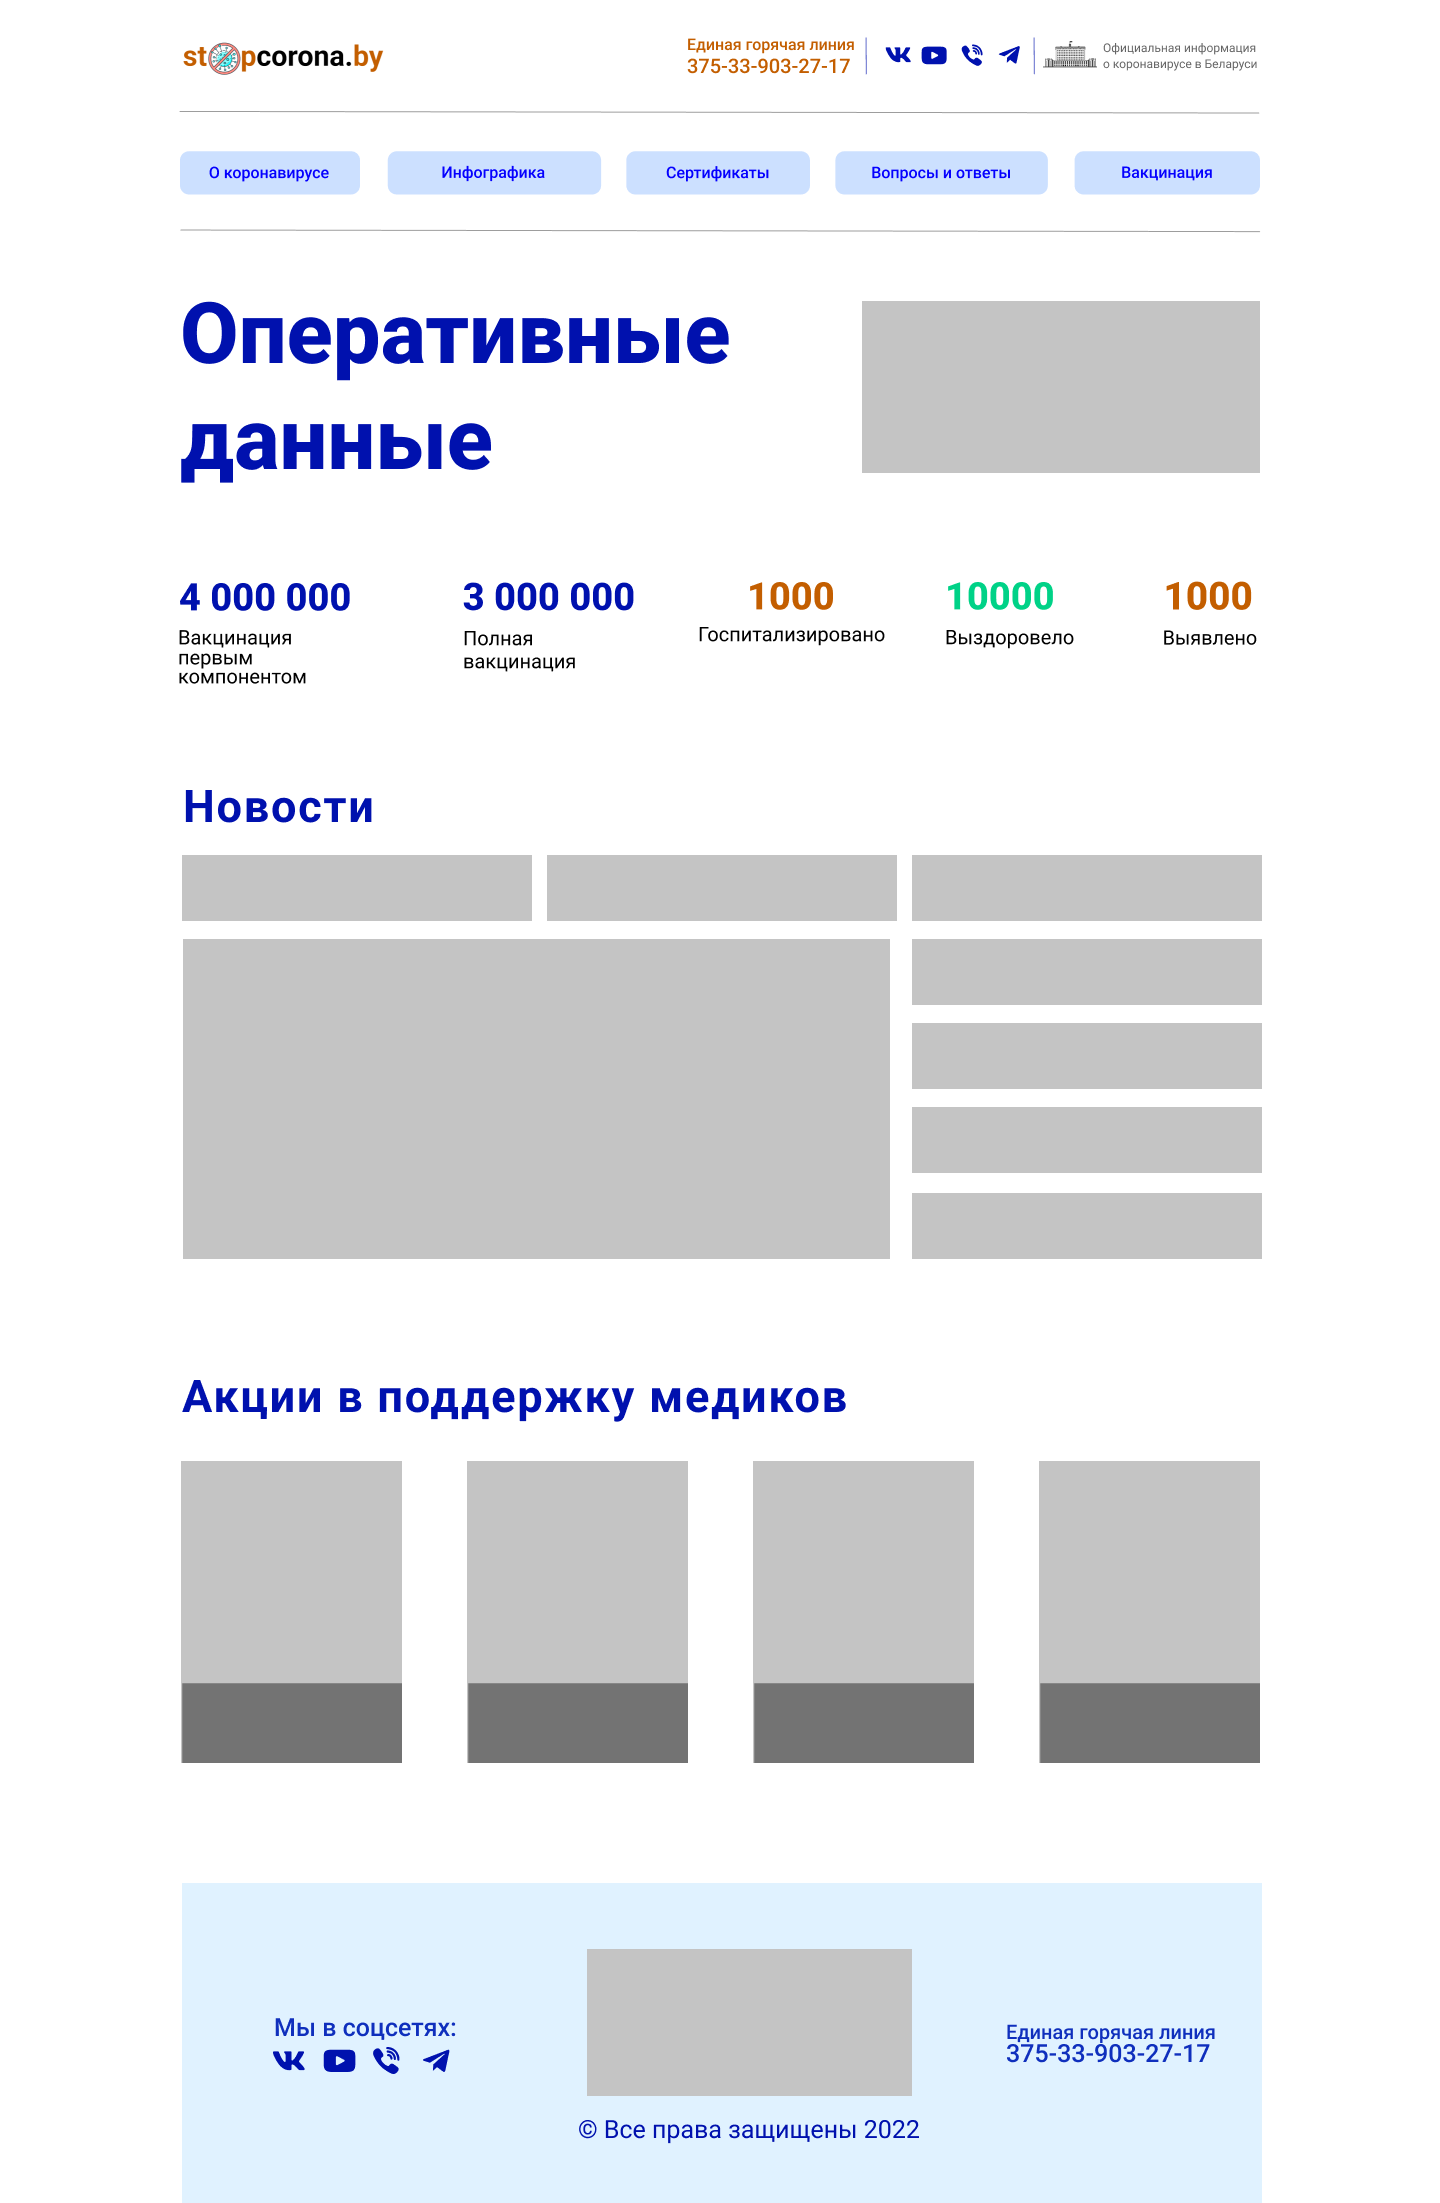 stopcorona.by
Единая горячая линия
375-33-903-27-17
Официальная информация
о коронавирусе в Беларуси
О коронавирусе
Инфографика
Сертификаты
Вопросы и ответы
Вакцинация
Оперативные
данные
4 000 000
Вакцинация
первым
компонентом
3 000 000
Полная
вакцинация
1000
Госпитализировано
10000
Выздоровело
1000
Выявлено
Новости
Акции в поддержку медиков
Мы в соцсетях:
Единая горячая линия
375-33-903-27-17
© Все права защищены 2022